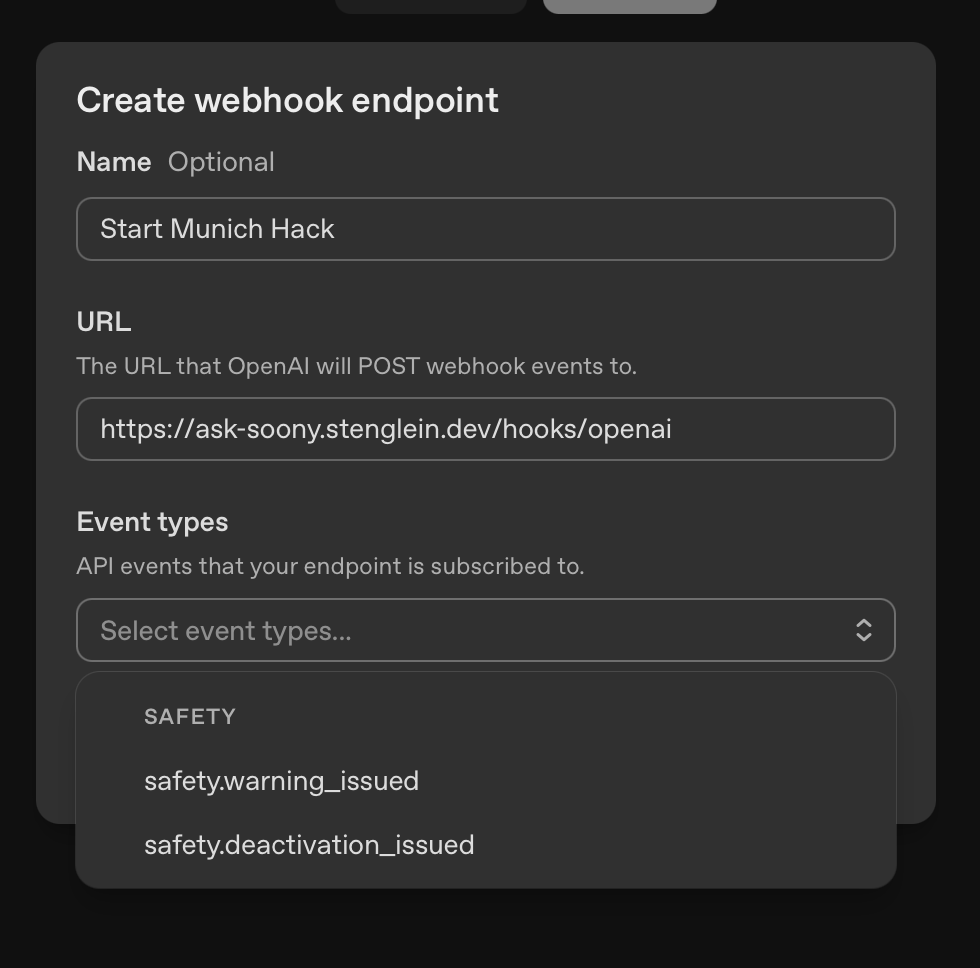 Create webhook endpoint
Name Optional
Start Munich Hack
URL
The URL that OpenAI will POST webhook events to.
https://ask-soony.stenglein.dev/hooks/openai
Event types
API events that your endpoint is subscribed to.
Select event types...
SAFETY
safety.warning_issued
safety.deactivation_issued